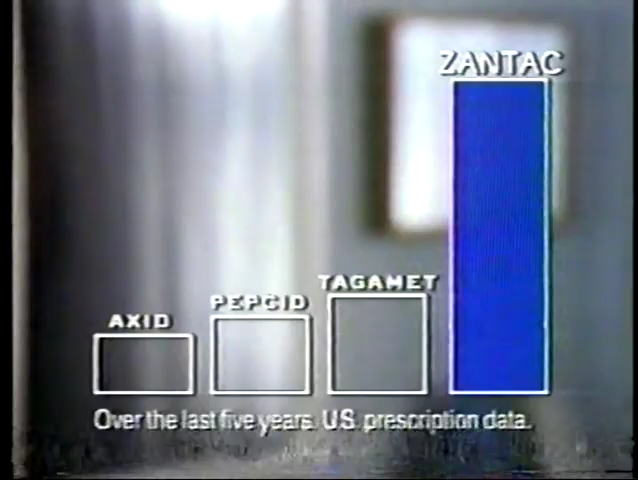 ZANTAC
TAGAMET
PEPCID
AXID
Over the last five years. U.S. prescription data.